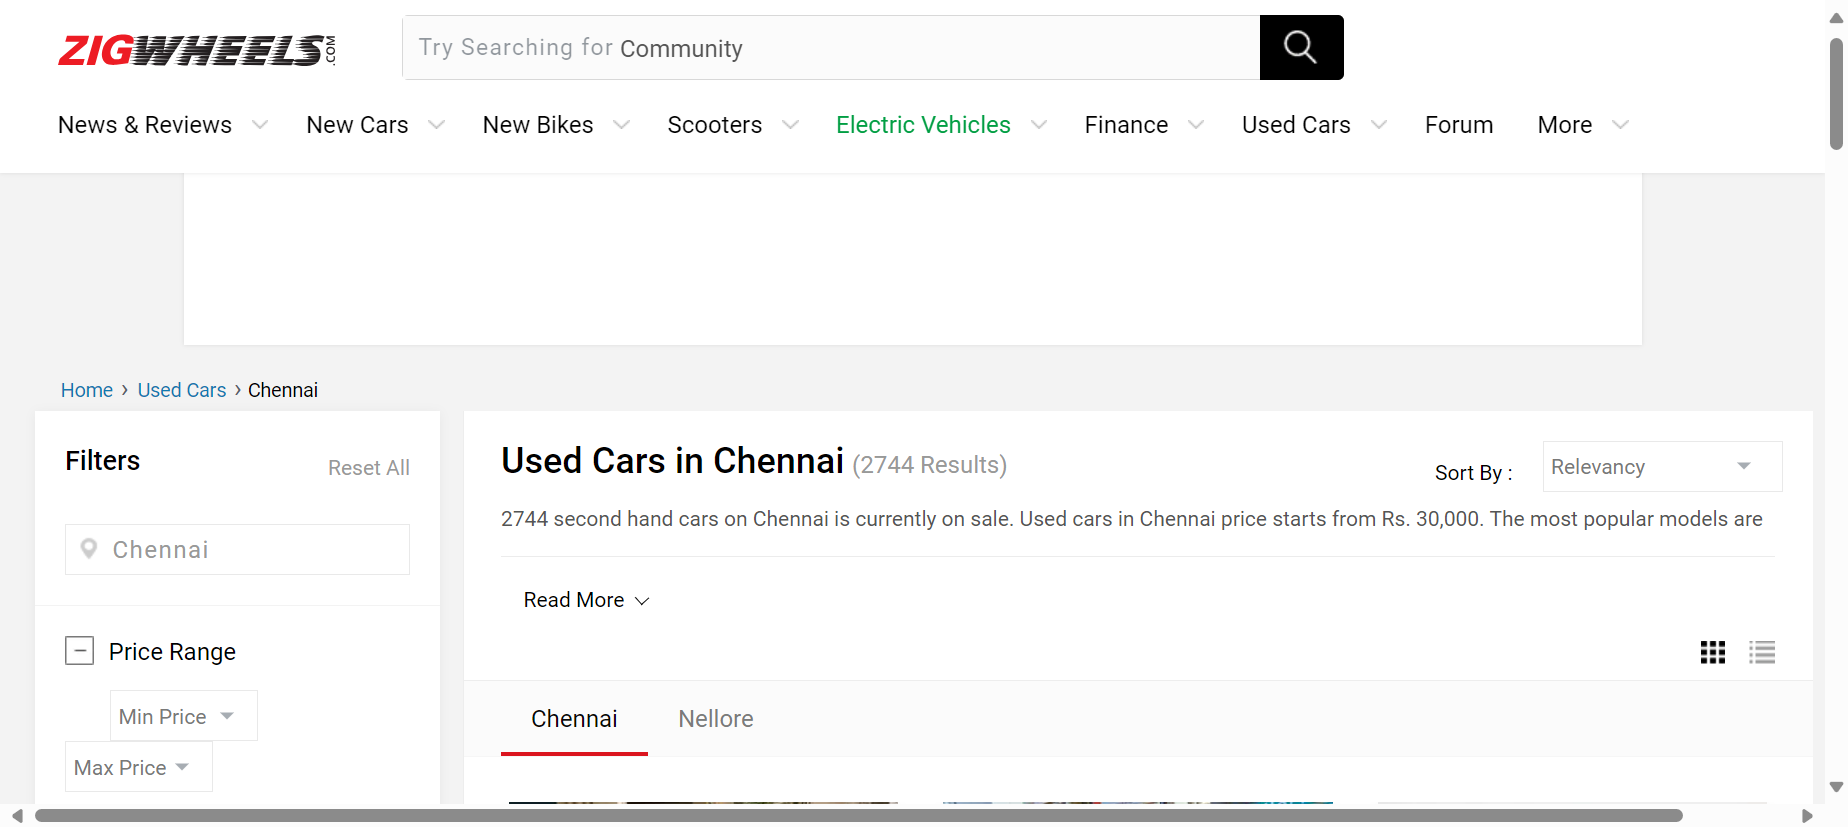 ZIGWHEELS.COM
Try Searching for Community
News & Reviews New Cars New Bikes Scooters Electric Vehicles Finance Used Cars Forum More
Home › Used Cars › Chennai
Filters
Reset All
Chennai
Price Range
Min Price
Max Price
Used Cars in Chennai (2744 Results)
Sort By :
Relevancy
2744 second hand cars on Chennai is currently on sale. Used cars in Chennai price starts from Rs. 30,000. The most popular models are
Read More
Chennai Nellore